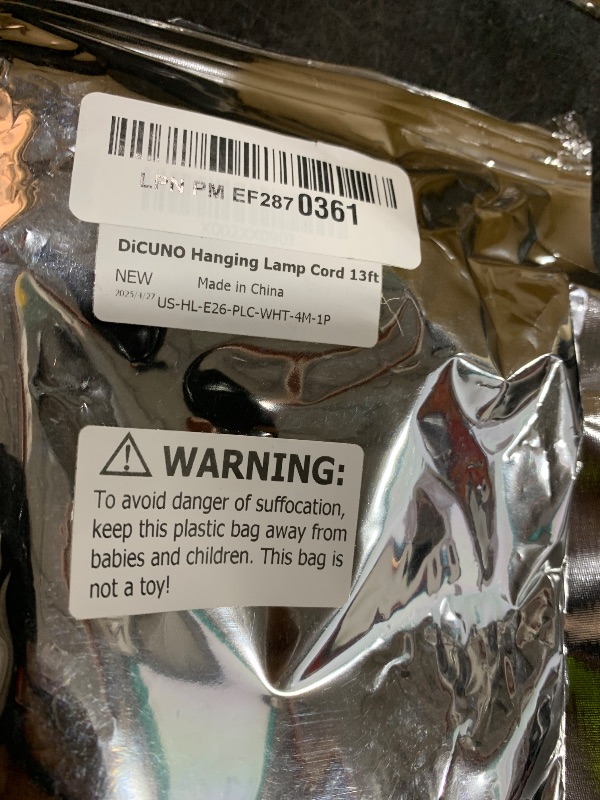 LPN PM EF287 0361
DiCUNO Hanging Lamp Cord 13ft
NEW Made in China
2025/4/27 US-HL-E26-PLC-WHT-4M-1P
WARNING:
To avoid danger of suffocation,
keep this plastic bag away from
babies and children. This bag is
not a toy!